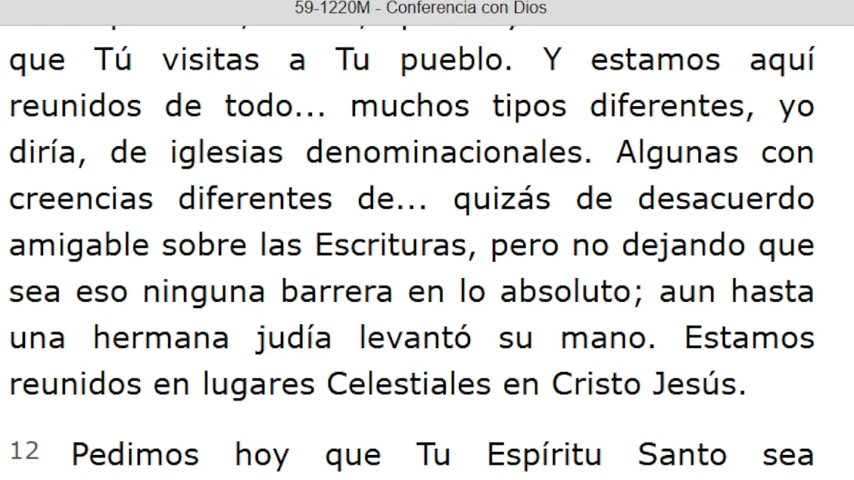 59-1220M - Conferencia con Dios
que Tú visitas a Tu pueblo. Y estamos aquí
reunidos de todo... muchos tipos diferentes, yo
diría, de iglesias denominacionales. Algunas con
creencias diferentes de... quizás de desacuerdo
amigable sobre las Escrituras, pero no dejando que
sea eso ninguna barrera en lo absoluto; aun hasta
una hermana judía levantó su mano. Estamos
reunidos en lugares Celestiales en Cristo Jesús.
12 Pedimos hoy que Tu Espíritu Santo sea